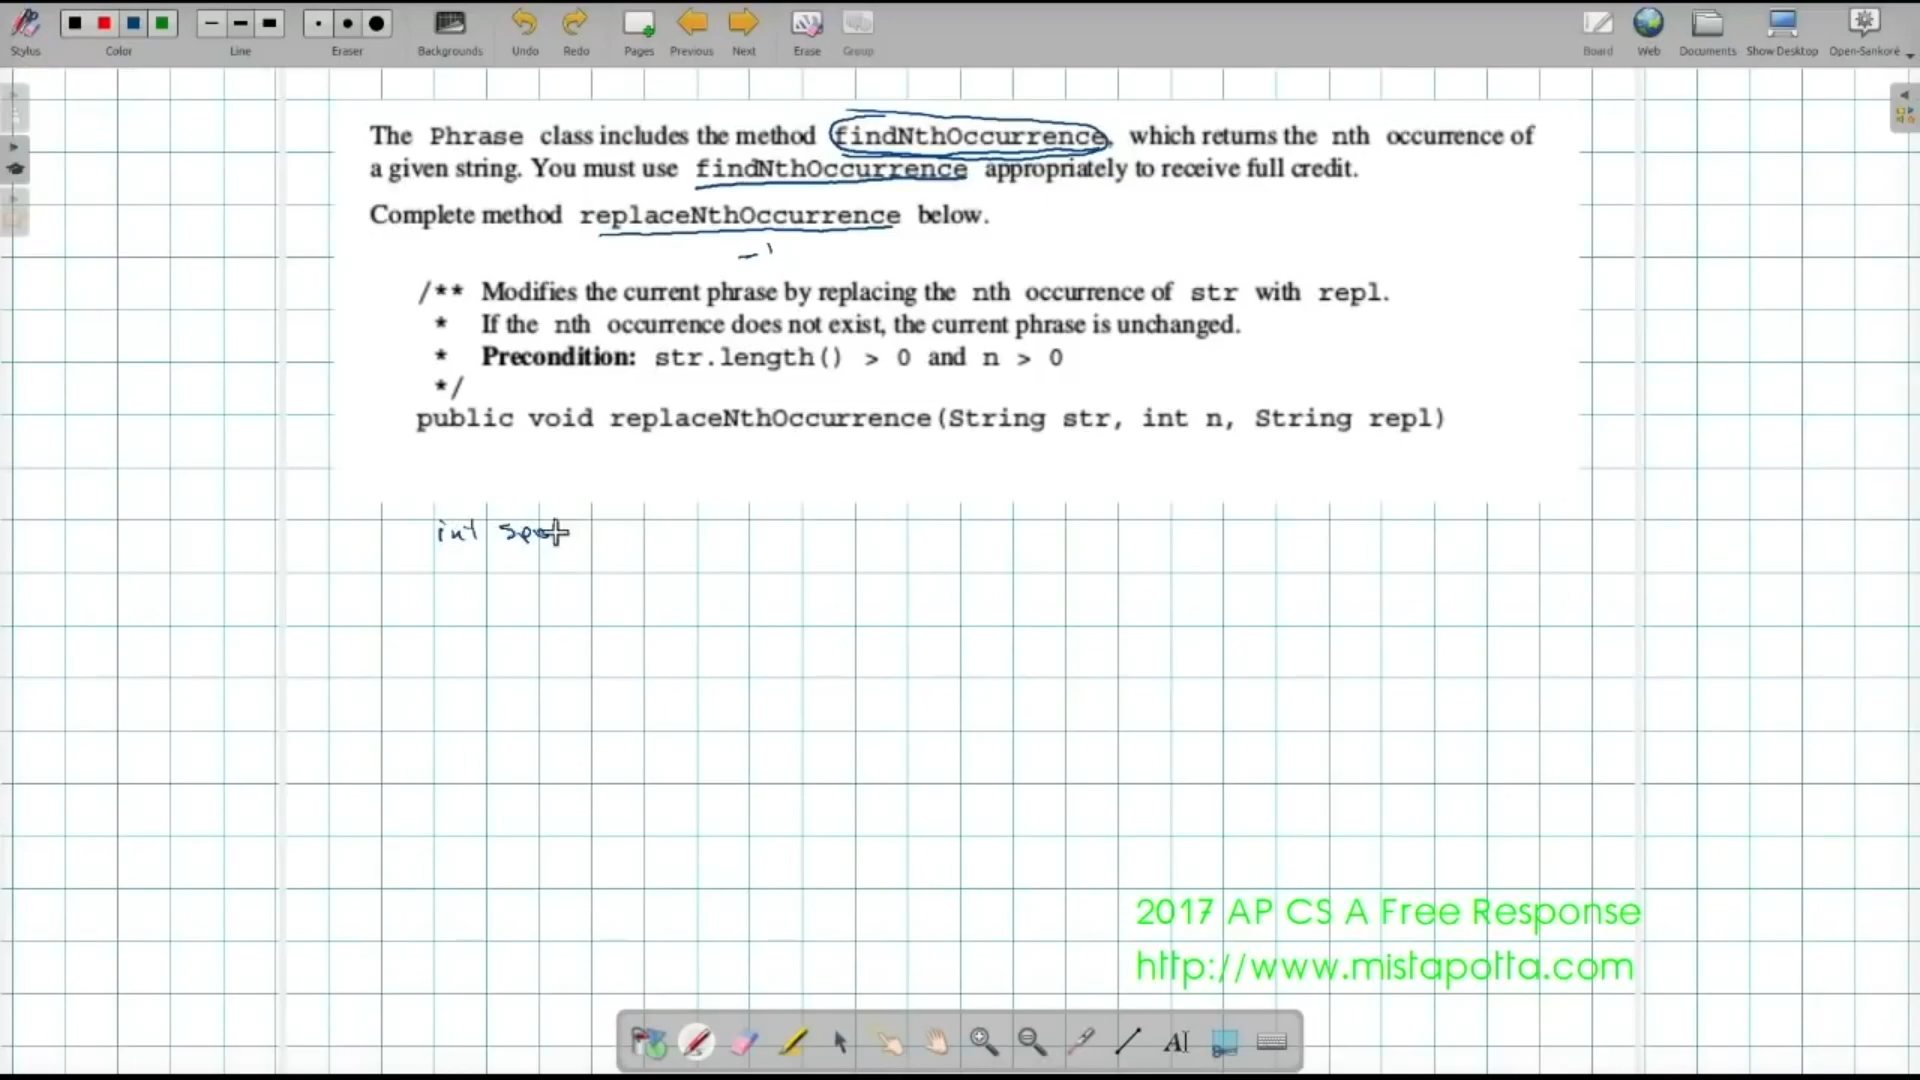 Stylus Color Line Eraser Backgrounds Undo Redo Pages Previous Next Erase Group Board Web Documents Show Desktop Open-Sankoré
The Phrase class includes the method findNthOccurrence, which returns the nth occurrence of
a given string. You must use findNthOccurrence appropriately to receive full credit.
Complete method replaceNthOccurrence below.
/** Modifies the current phrase by replacing the nth occurrence of str with repl.
* If the nth occurrence does not exist, the current phrase is unchanged.
* Precondition: str.length() > 0 and n > 0
*/
public void replaceNthOccurrence(String str, int n, String repl)
int spot
2017 AP CS A Free Response
http://www.mistapotta.com